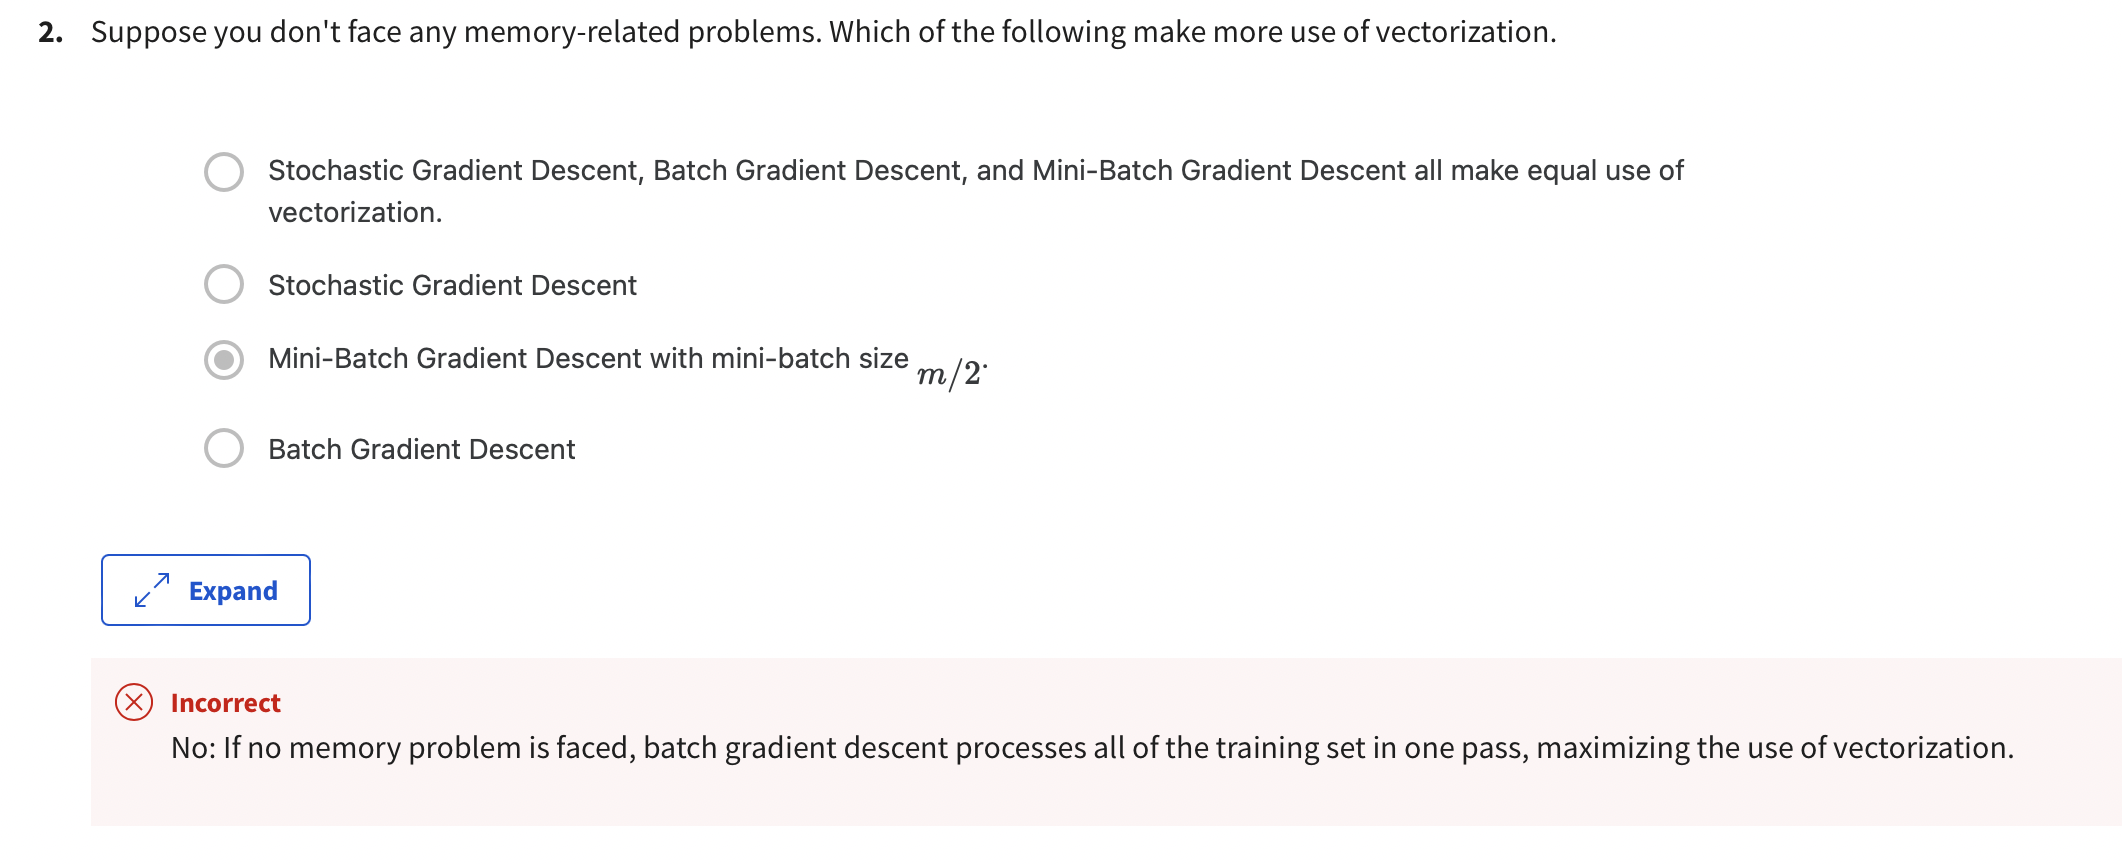 2. Suppose you don't face any memory-related problems. Which of the following make more use of vectorization.
Stochastic Gradient Descent, Batch Gradient Descent, and Mini-Batch Gradient Descent all make equal use of
vectorization.
Stochastic Gradient Descent
Mini-Batch Gradient Descent with mini-batch size m/2.
Batch Gradient Descent
Expand
Incorrect
No: If no memory problem is faced, batch gradient descent processes all of the training set in one pass, maximizing the use of vectorization.